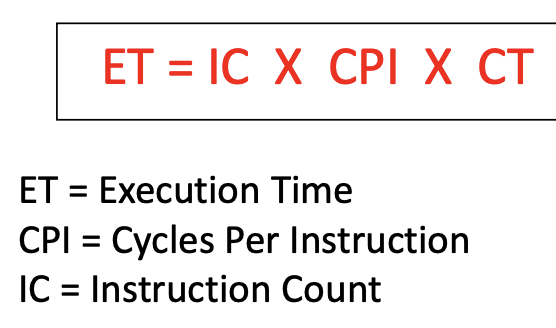 ET = IC X CPI X CT
ET = Execution Time
CPI = Cycles Per Instruction
IC = Instruction Count